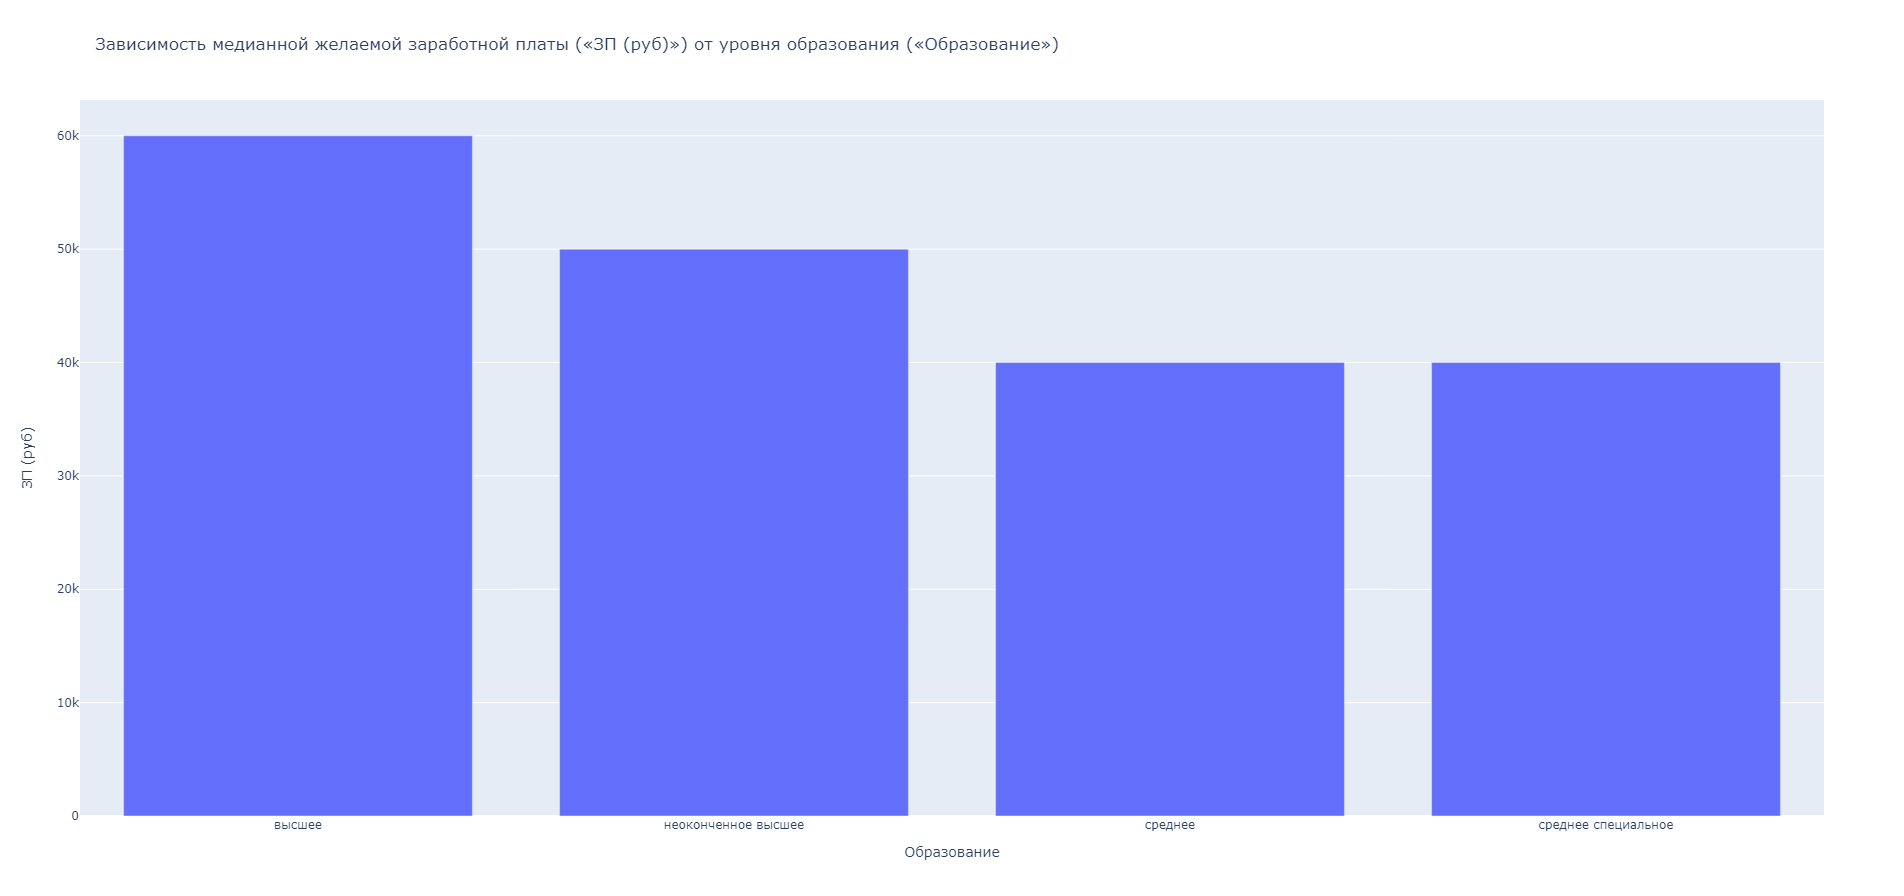 Зависимость медианной желаемой заработной платы («ЗП (руб)») от уровня образования («Образование»)
60k
50k
40k
30k
20k
10k
0
ЗП (руб)
высшее
неоконченное высшее
среднее
среднее специальное
Образование